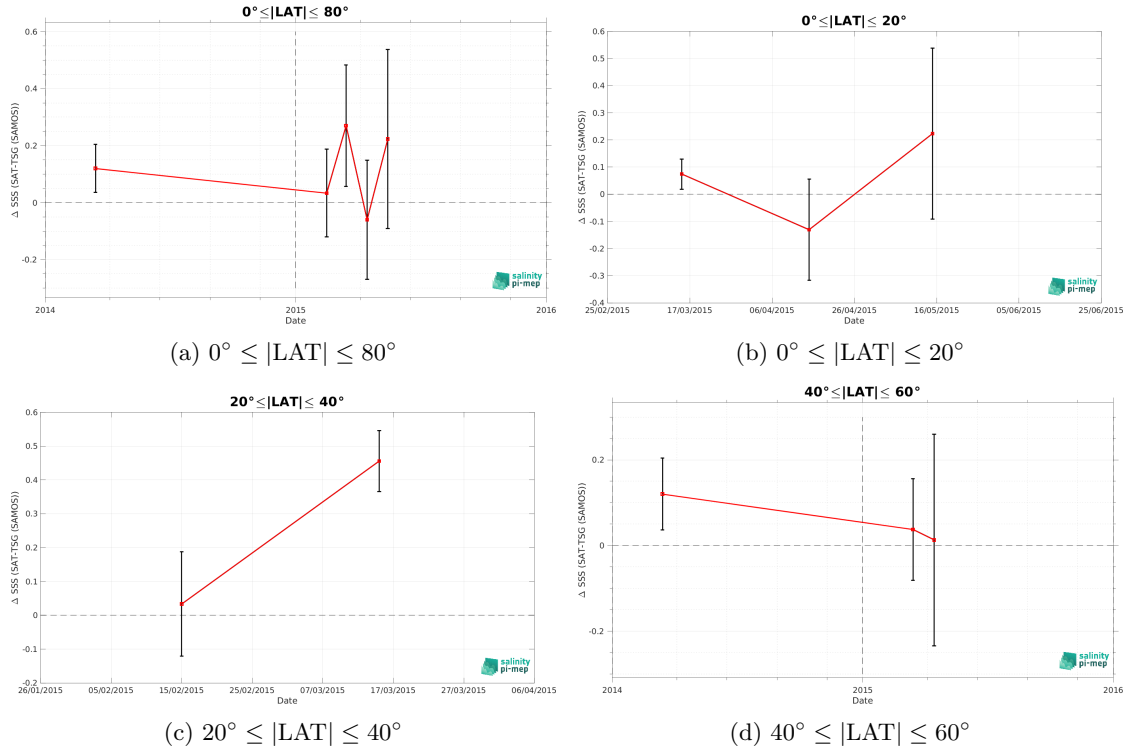 0°≤|LAT|≤ 80°
Δ SSS (SAT-TSG (SAMOS))
0.6
0.4
0.2
0
-0.2
2014
2015
2016
Date
salinity
pi-mep
(a) 0° ≤ |LAT| ≤ 80°
0°≤|LAT|≤ 20°
Δ SSS (SAT-TSG (SAMOS))
0.6
0.5
0.4
0.3
0.2
0.1
0
-0.1
-0.2
-0.3
-0.4
25/02/2015
17/03/2015
06/04/2015
26/04/2015
16/05/2015
05/06/2015
25/06/2015
Date
salinity
pi-mep
(b) 0° ≤ |LAT| ≤ 20°
20°≤|LAT|≤ 40°
Δ SSS (SAT-TSG (SAMOS))
0.6
0.5
0.4
0.3
0.2
0.1
0
-0.1
-0.2
26/01/2015
05/02/2015
15/02/2015
25/02/2015
07/03/2015
17/03/2015
27/03/2015
06/04/2015
Date
salinity
pi-mep
(c) 20° ≤ |LAT| ≤ 40°
40°≤|LAT|≤ 60°
Δ SSS (SAT-TSG (SAMOS))
0.2
0
-0.2
2014
2015
2016
Date
salinity
pi-mep
(d) 40° ≤ |LAT| ≤ 60°